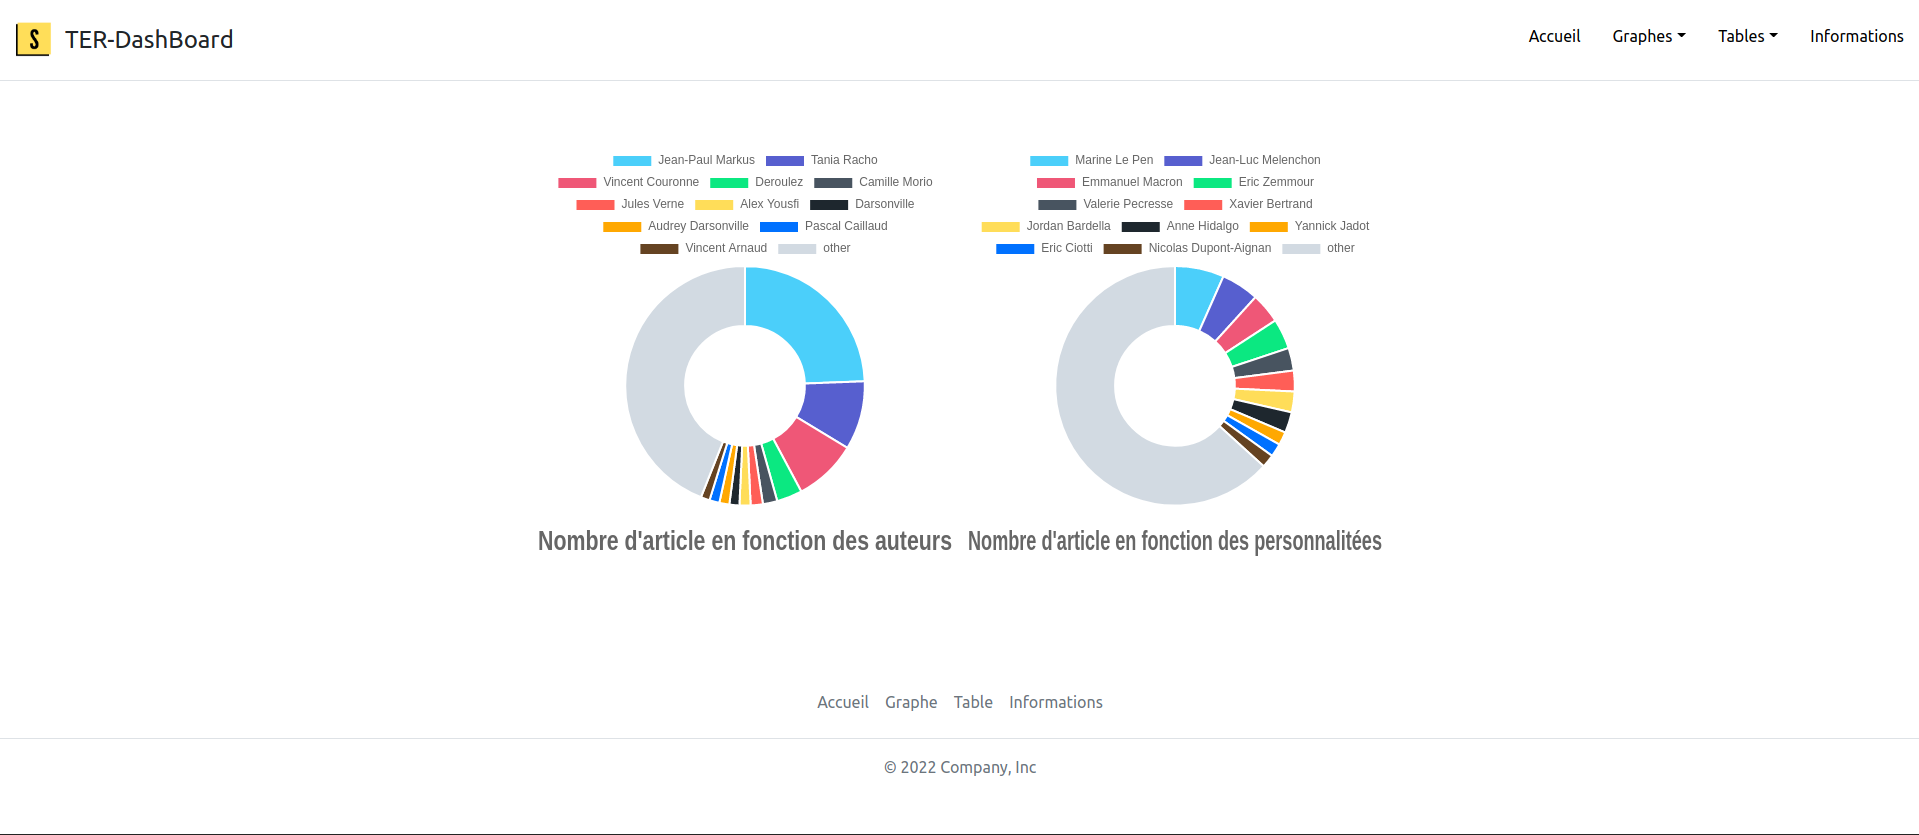 S TER-DashBoard
Accueil Graphes Tables Informations
Jean-Paul Markus Tania Racho
Vincent Couronne Deroulez Camille Morio
Jules Verne Alex Yousfi Darsonville
Audrey Darsonville Pascal Caillaud
Vincent Arnaud other
Nombre d'article en fonction des auteurs
Marine Le Pen Jean-Luc Melenchon
Emmanuel Macron Eric Zemmour
Valerie Pecresse Xavier Bertrand
Jordan Bardella Anne Hidalgo Yannick Jadot
Eric Ciotti Nicolas Dupont-Aignan other
Nombre d'article en fonction des personnalitées
Accueil Graphe Table Informations
© 2022 Company, Inc